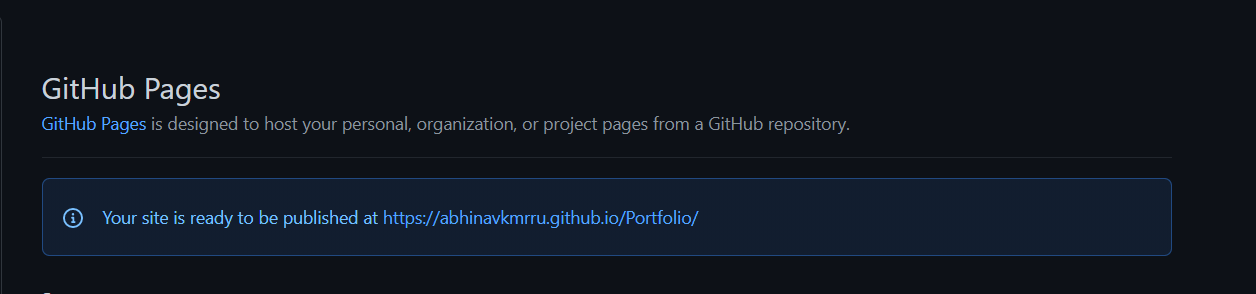 GitHub Pages
GitHub Pages is designed to host your personal, organization, or project pages from a GitHub repository.
Your site is ready to be published at https://abhinavkmrru.github.io/Portfolio/